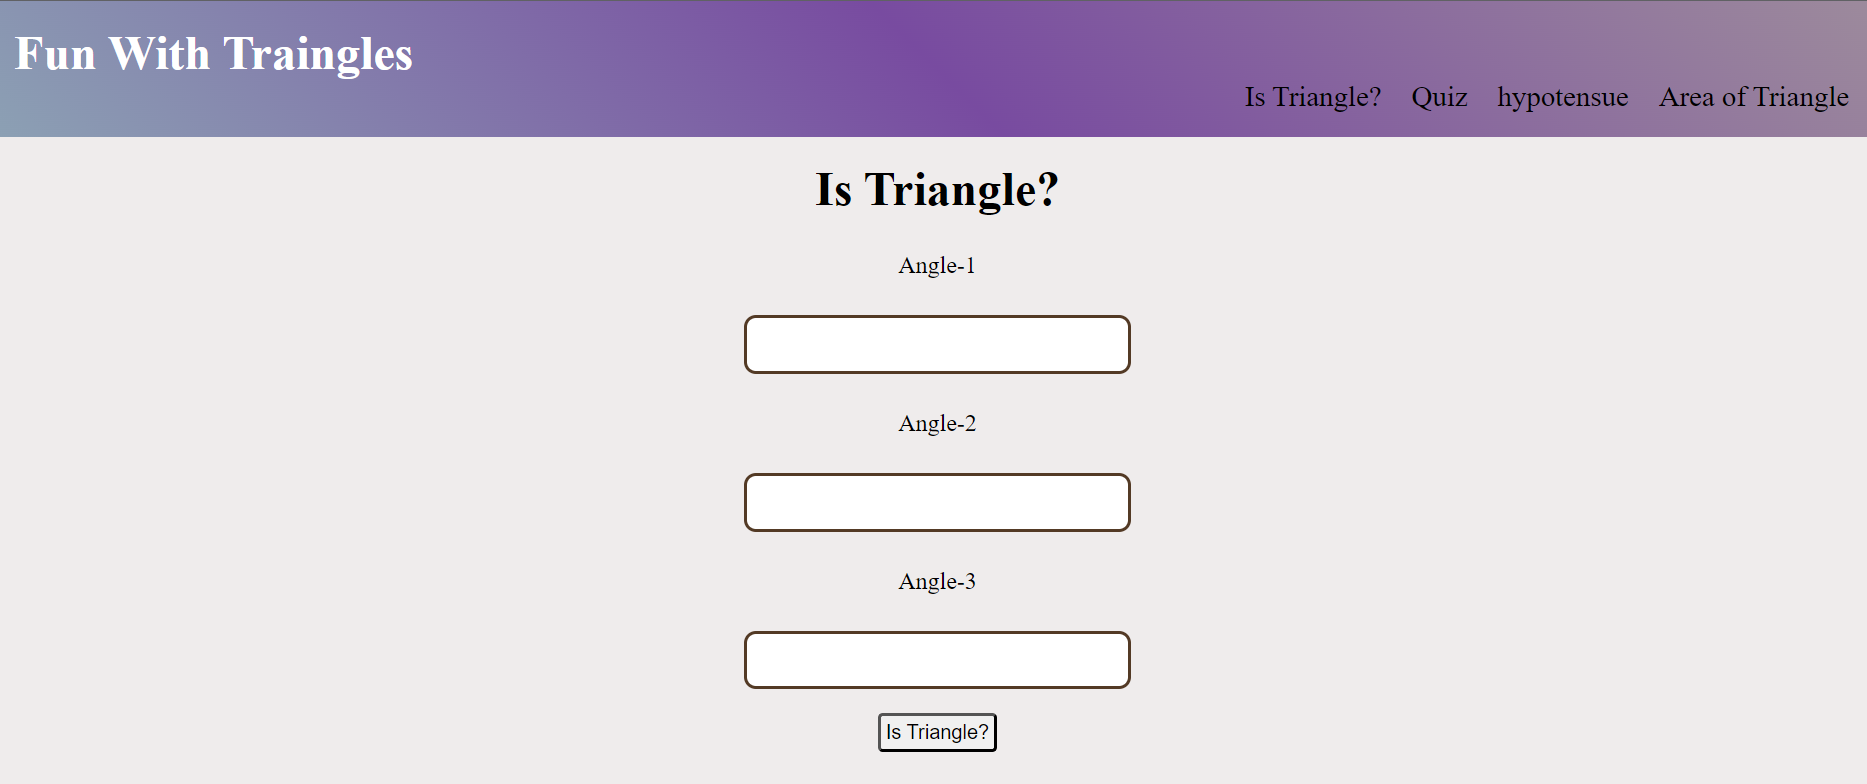 Fun With Traingles
Is Triangle? Quiz hypotensue Area of Triangle
Is Triangle?
Angle-1
Angle-2
Angle-3
Is Triangle?